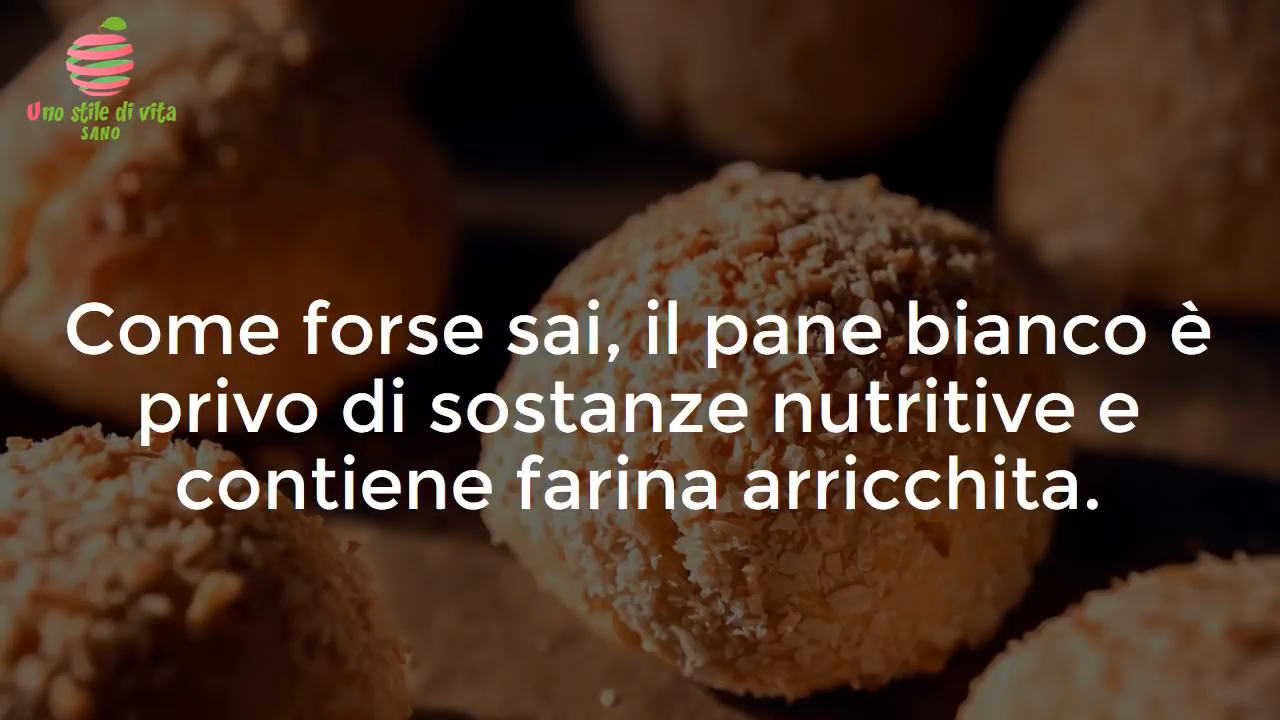 Uno stile di vita
SANO
Come forse sai, il pane bianco è
privo di sostanze nutritive e
contiene farina arricchita.